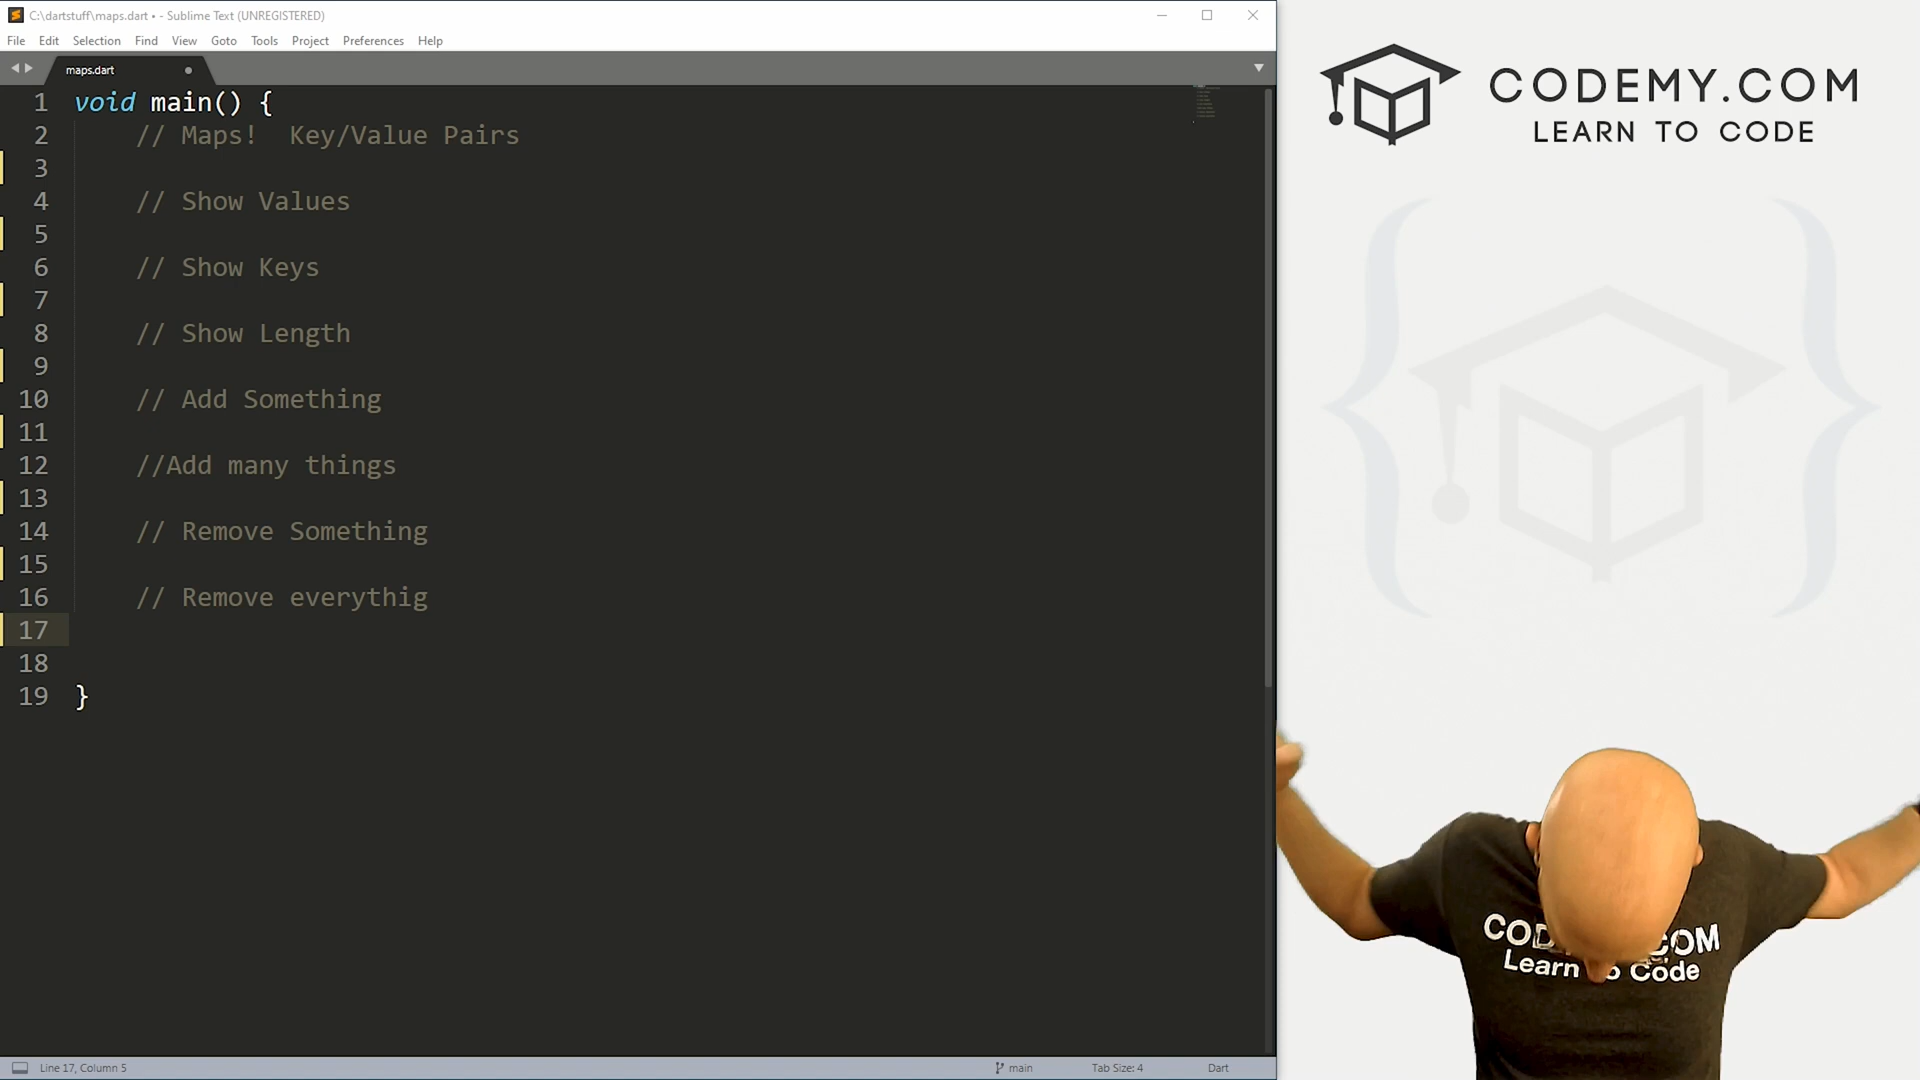 C:\dartstuff\maps.dart • - Sublime Text (UNREGISTERED)
File Edit Selection Find View Goto Tools Project Preferences Help
maps.dart
1 void main() {
2 // Maps!  Key/Value Pairs
3
4 // Show Values
5
6 // Show Keys
7
8 // Show Length
9
10 // Add Something
11
12 //Add many things
13
14 // Remove Something
15
16 // Remove everythig
17
18
19 }
Line 17, Column 5
main
Tab Size: 4
Dart
CODEMY.COM
LEARN TO CODE
Learn
Code